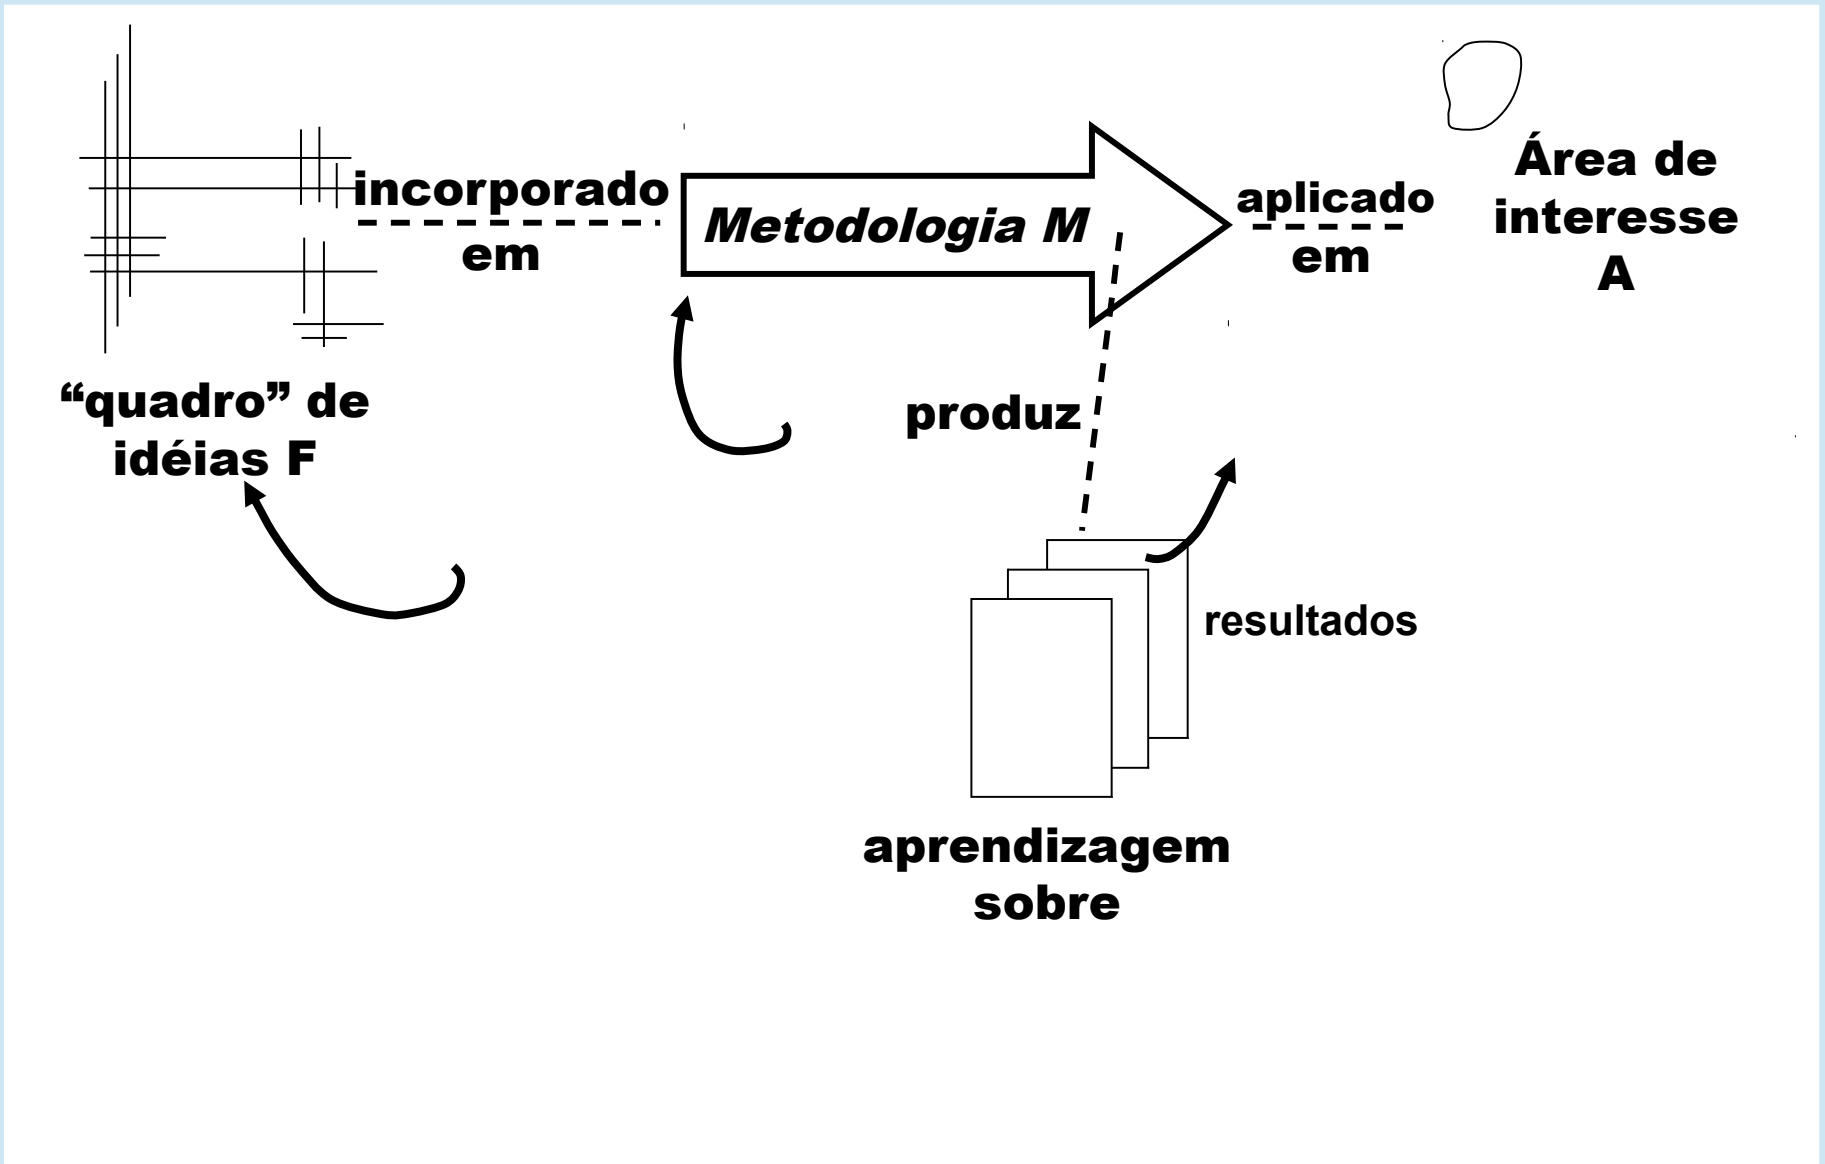 incorporado
em
Metodologia M
aplicado
em
Área de
interesse
A
“quadro” de
idéias F
produz
resultados
aprendizagem
sobre